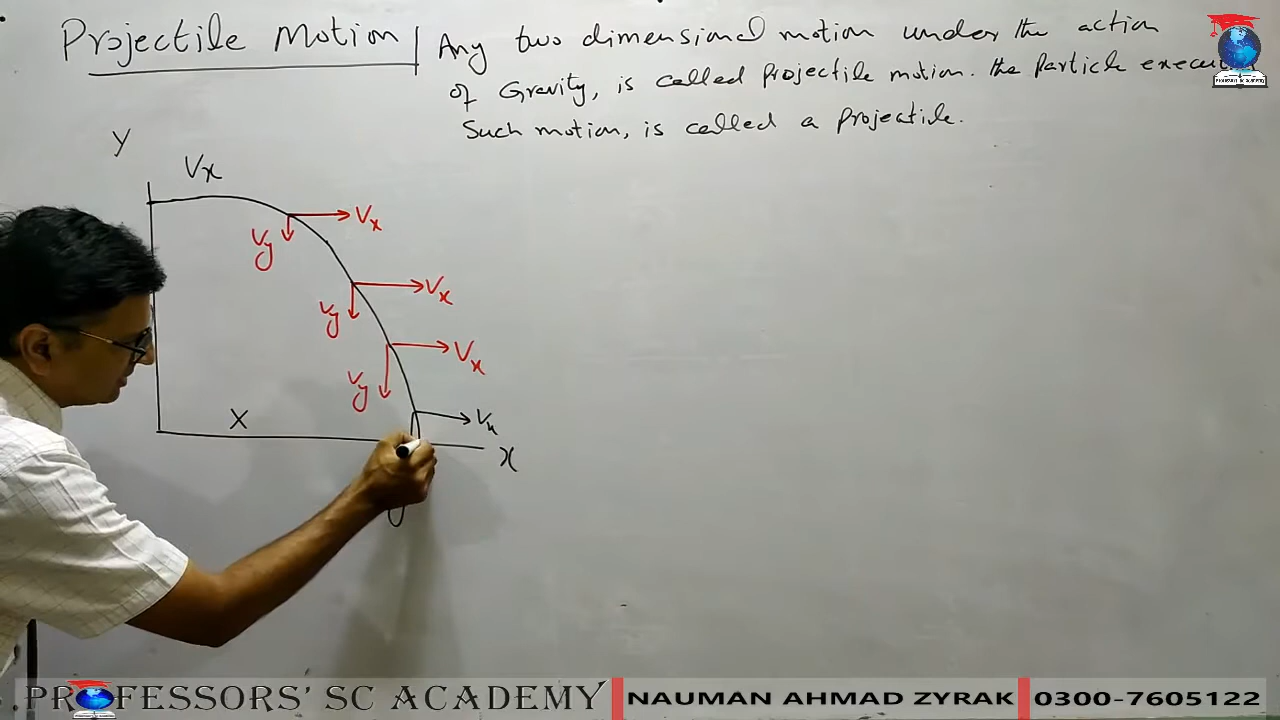 Projectile Motion
Any two dimensional motion under the action
of Gravity, is called projectile motion. the Particle
Such motion, is called a projectile.
Y
Vx
Vx
Vy
Vx
Vy
Vx
Vy
X
Vx
x
PROFESSORS' SC ACADEMY
NAUMAN AHMAD ZYRAK
0300-7605122